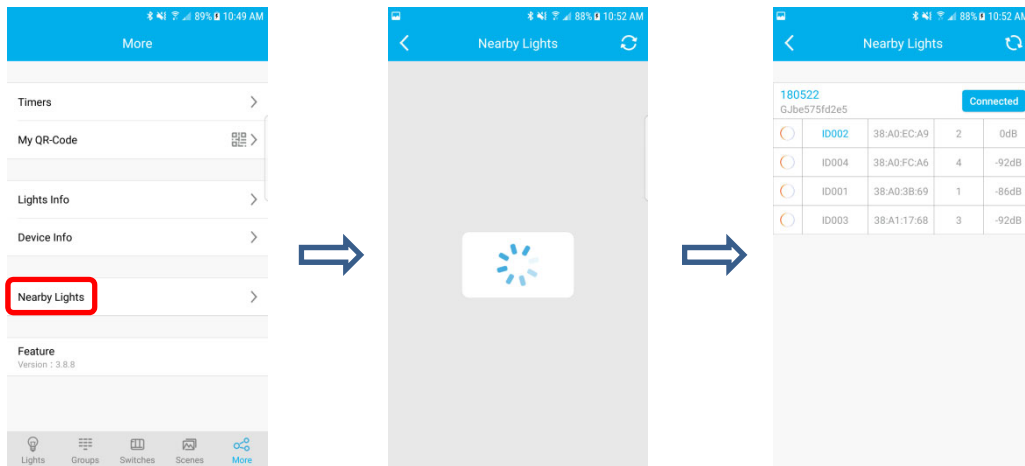 89% 10:49 AM
More
Timers
My QR-Code
Lights Info
Device Info
Nearby Lights
Feature
Version : 3.8.8
Lights Groups Switches Scenes More
88% 10:52 AM
Nearby Lights
88% 10:52 AM
Nearby Lights
180522
GJbe575fd2e5
Connected
ID002 38:A0:EC:A9 2 0dB
ID004 38:A0:FC:A6 4 -92dB
ID001 38:A0:3B:69 1 -86dB
ID003 38:A1:17:68 3 -92dB